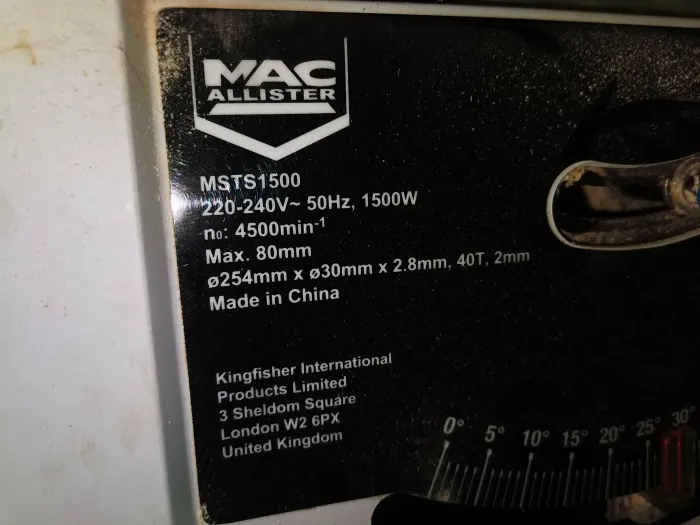 MAC
ALLISTER
MSTS1500
220-240V~ 50Hz, 1500W
n₀: 4500min⁻¹
Max. 80mm
ø254mm x ø30mm x 2.8mm, 40T, 2mm
Made in China
Kingfisher International
Products Limited
3 Sheldom Square
London W2 6PX
United Kingdom
0° 5° 10° 15° 20° 25° 30°